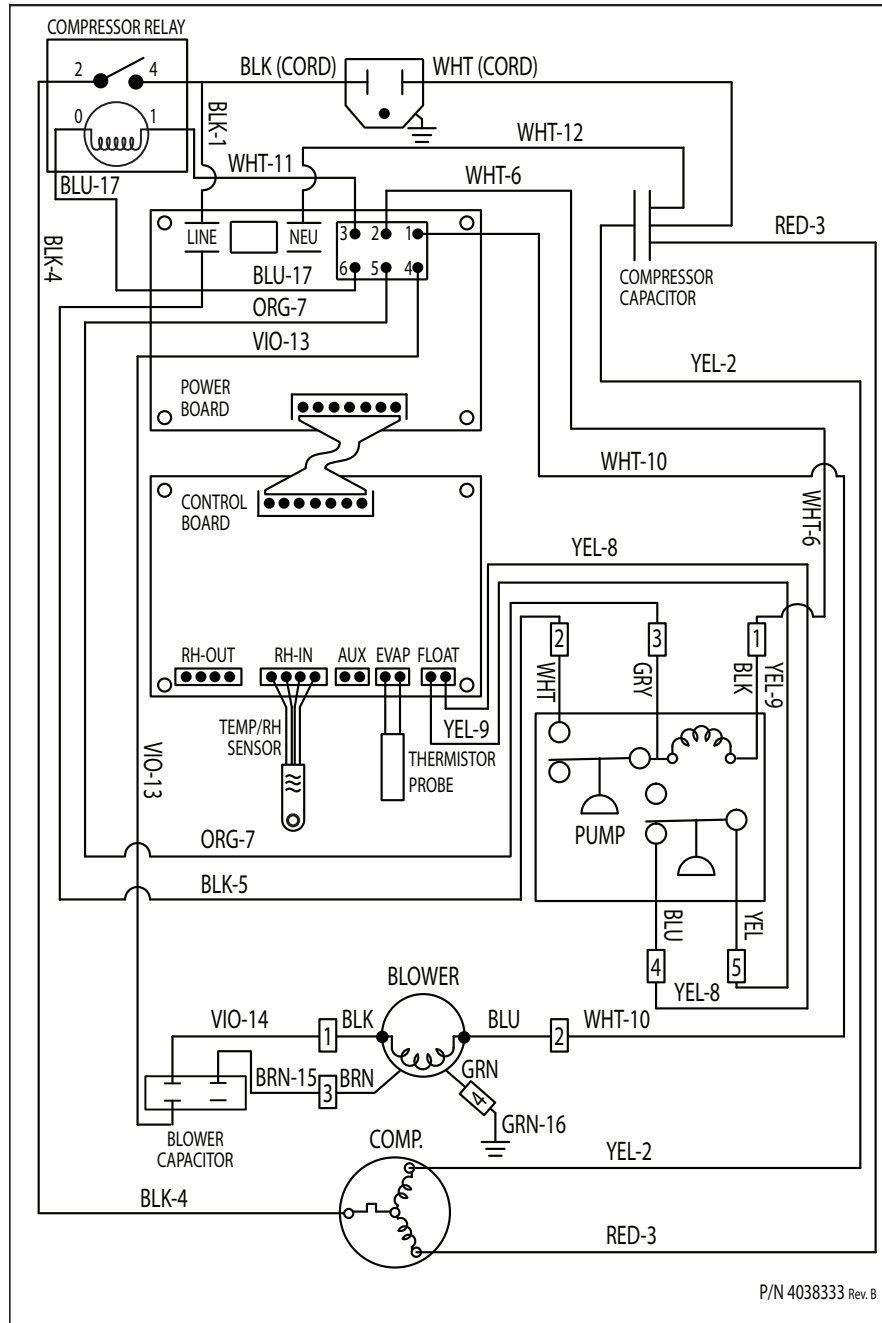 COMPRESSOR RELAY
2 4
0 1
BLK (CORD)
WHT (CORD)
BLK-1
WHT-12
WHT-11
WHT-6
BLU-17
BLK-4
LINE
NEU
3 2 1
6 5 4
RED-3
COMPRESSOR
CAPACITOR
BLU-17
ORG-7
VIO-13
YEL-2
POWER
BOARD
WHT-10
CONTROL
BOARD
WHT-6
YEL-8
RH-OUT
RH-IN
AUX
EVAP
FLOAT
2
3
1
WHT
GRY
BLK
YEL-9
YEL-9
TEMP/RH
SENSOR
THERMISTOR
PROBE
VIO-13
PUMP
ORG-7
BLK-5
BLU
YEL
4
5
YEL-8
BLOWER
VIO-14
1
BLK
BLU
2
WHT-10
BRN-15
3
BRN
GRN
4
GRN-16
BLOWER
CAPACITOR
COMP.
YEL-2
BLK-4
RED-3
P/N 4038333 Rev. B